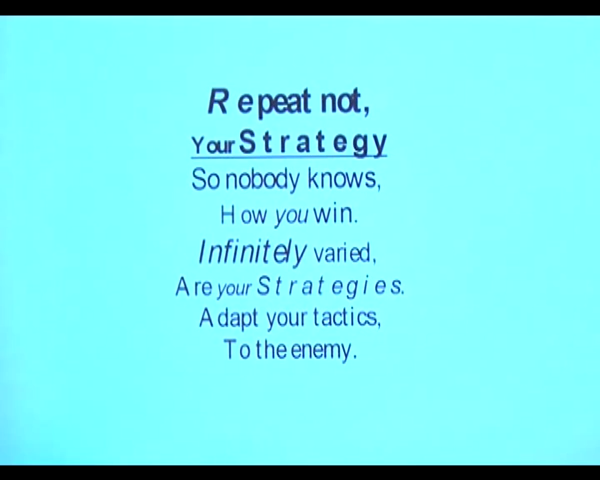 Repeat not,
Your Strategy
So nobody knows,
How you win.
Infinitely varied,
Are your Strategies.
Adapt your tactics,
To the enemy.